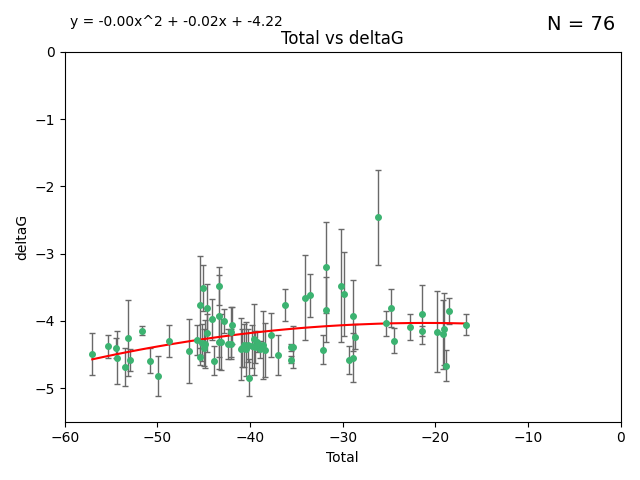 y = -0.00x^2 + -0.02x + -4.22
N = 76
Total vs deltaG
deltaG
0
−1
−2
−3
−4
−5
−60 −50 −40 −30 −20 −10 0
Total